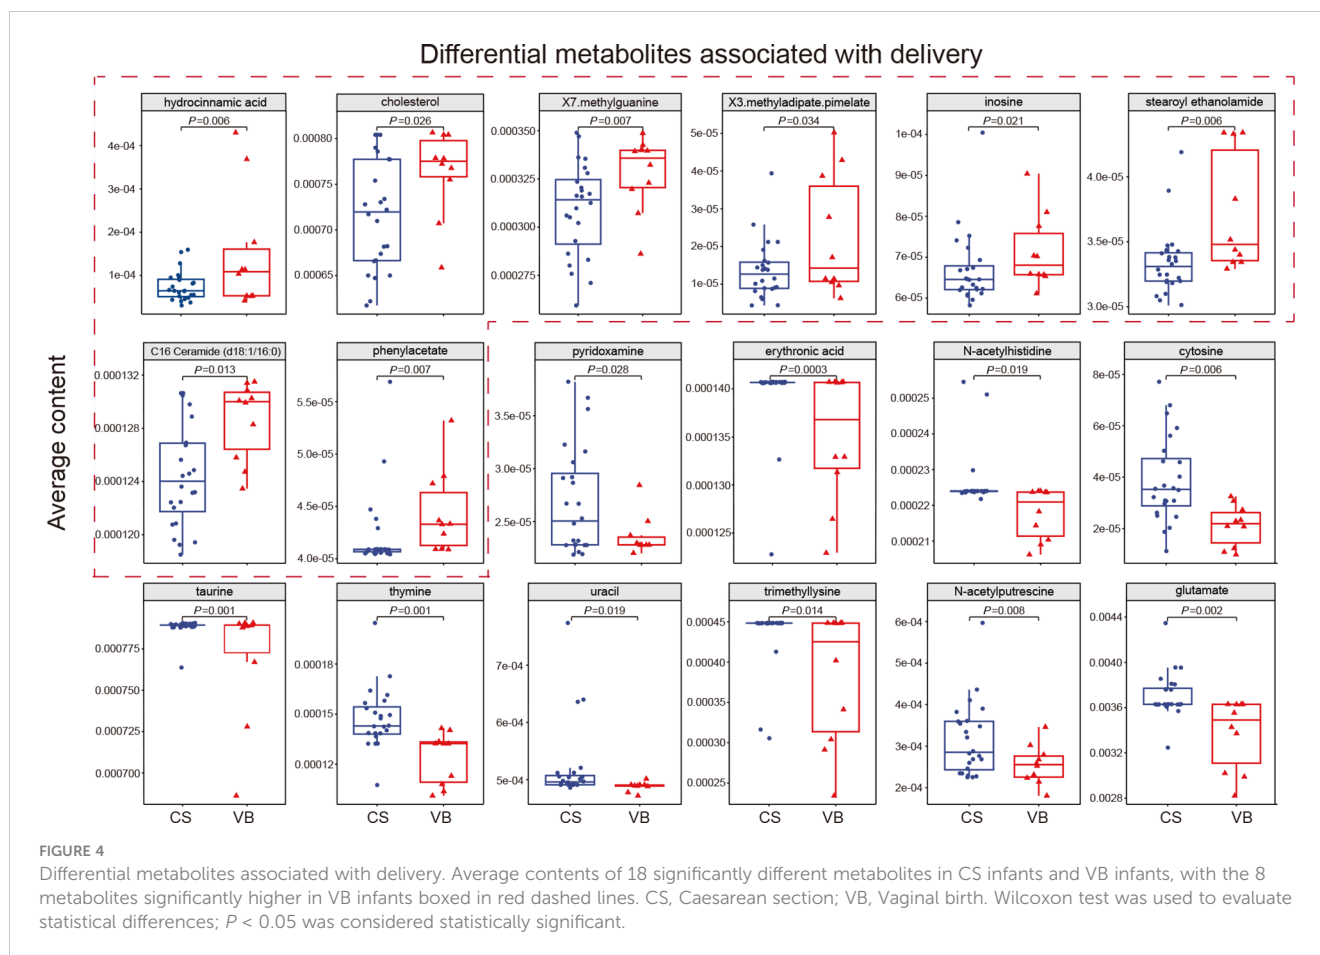 Differential metabolites associated with delivery
Average content
hydrocinnamic acid
P=0.006
4e-04
3e-04
2e-04
1e-04
cholesterol
P=0.026
0.00080
0.00075
0.00070
0.00065
X7.methylguanine
P=0.007
0.000350
0.000325
0.000300
0.000275
X3.methyladipate.pimelate
P=0.034
5e-05
4e-05
3e-05
2e-05
1e-05
inosine
P=0.021
1e-04
9e-05
8e-05
7e-05
6e-05
stearoyl ethanolamide
P=0.006
4.0e-05
3.5e-05
3.0e-05
C16 Ceramide (d18:1/16:0)
P=0.013
0.000132
0.000128
0.000124
0.000120
phenylacetate
P=0.007
5.5e-05
5.0e-05
4.5e-05
4.0e-05
pyridoxamine
P=0.028
3.5e-05
3.0e-05
2.5e-05
erythronic acid
P=0.0003
0.000140
0.000135
0.000130
0.000125
N-acetylhistidine
P=0.019
0.00025
0.00024
0.00023
0.00022
0.00021
cytosine
P=0.006
8e-05
6e-05
4e-05
2e-05
taurine
P=0.001
0.000775
0.000750
0.000725
0.000700
CS VB
thymine
P=0.001
0.00018
0.00015
0.00012
CS VB
uracil
P=0.019
7e-04
6e-04
5e-04
CS VB
trimethyllysine
P=0.014
0.00045
0.00040
0.00035
0.00030
0.00025
CS VB
N-acetylputrescine
P=0.008
6e-04
5e-04
4e-04
3e-04
2e-04
CS VB
glutamate
P=0.002
0.0044
0.0040
0.0036
0.0032
0.0028
CS VB
FIGURE 4
Differential metabolites associated with delivery. Average contents of 18 significantly different metabolites in CS infants and VB infants, with the 8
metabolites significantly higher in VB infants boxed in red dashed lines. CS, Caesarean section; VB, Vaginal birth. Wilcoxon test was used to evaluate
statistical differences; P < 0.05 was considered statistically significant.